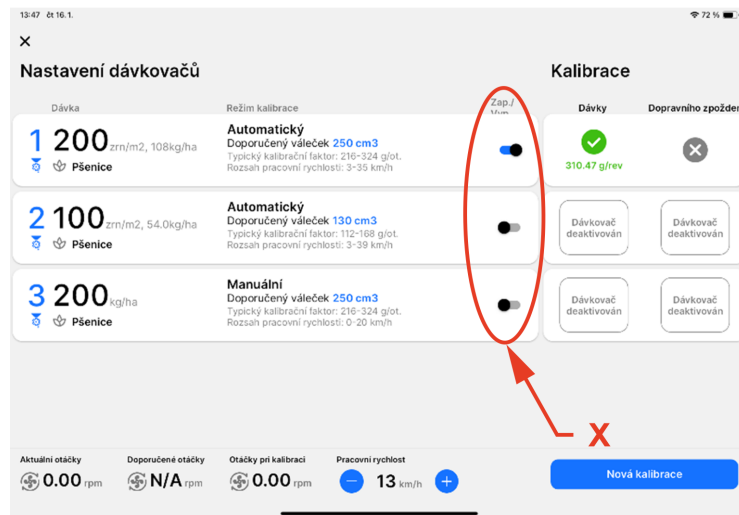 13:47 čt 16. 1.
72 %
Nastavení dávkovačů
Kalibrace
Dávka
Režim kalibrace
Zap./
Vyp.
Dávky
Dopravního zpožděn
1 200 zrn/m2, 108kg/ha
Pšenice
Automatický
Doporučený váleček 250 cm3
Typický kalibrační faktor: 216-324 g/ot.
Rozsah pracovní rychlosti: 3-35 km/h
310.47 g/rev
2 100 zrn/m2, 54.0kg/ha
Pšenice
Automatický
Doporučený váleček 130 cm3
Typický kalibrační faktor: 112-168 g/ot.
Rozsah pracovní rychlosti: 3-39 km/h
Dávkovač
deaktivován
Dávkovač
deaktivován
3 200 kg/ha
Pšenice
Manuální
Doporučený váleček 250 cm3
Typický kalibrační faktor: 216-324 g/ot.
Rozsah pracovní rychlosti: 0-20 km/h
Dávkovač
deaktivován
Dávkovač
deaktivován
X
Aktuální otáčky
0.00 rpm
Doporučené otáčky
N/A rpm
Otáčky při kalibraci
0.00 rpm
Pracovní rychlost
13 km/h
Nová kalibrace